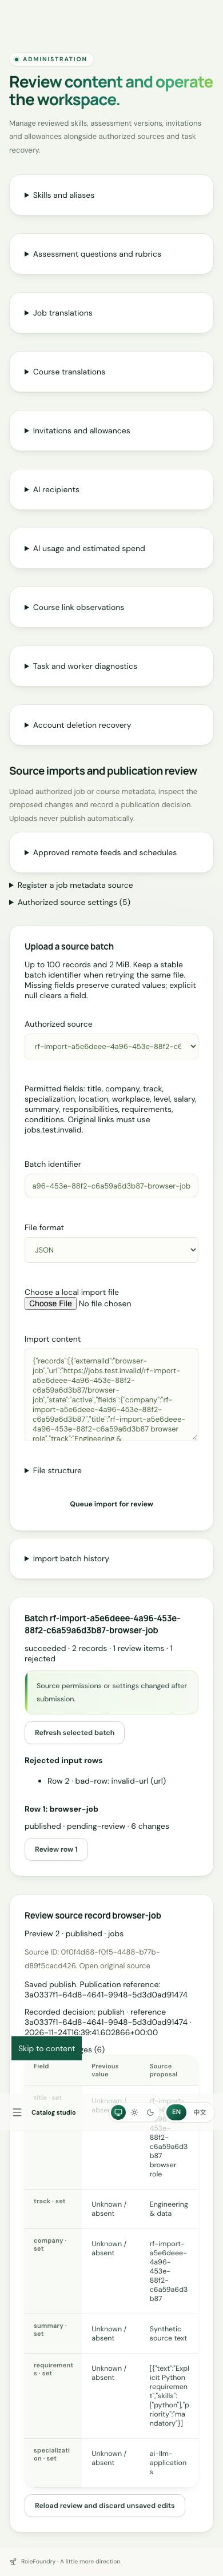 ADMINISTRATION
Review content and operate
the workspace.
Manage reviewed skills, assessment versions, invitations
and allowances alongside authorized sources and task
recovery.
Skills and aliases
Assessment questions and rubrics
Job translations
Course translations
Invitations and allowances
AI recipients
AI usage and estimated spend
Course link observations
Task and worker diagnostics
Account deletion recovery
Source imports and publication review
Upload authorized job or course metadata, inspect the
proposed changes and record a publication decision.
Uploads never publish automatically.
Approved remote feeds and schedules
Register a job metadata source
Authorized source settings (5)
Upload a source batch
Up to 100 records and 2 MiB. Keep a stable
batch identifier when retrying the same file.
Missing fields preserve curated values; explicit
null clears a field.
Authorized source
rf-import-a5e6deee-4a96-453e-88f2-c6
Permitted fields: title, company, track,
specialization, location, workplace, level, salary,
summary, responsibilities, requirements,
conditions. Original links must use
jobs.test.invalid.
Batch identifier
a96-453e-88f2-c6a59a6d3b87-browser-job
File format
JSON
Choose a local import file
Choose File No file chosen
Import content
{"records":[{"externalId":"browser-
job","url":"https://jobs.test.invalid/rf-import-
a5e6deee-4a96-453e-88f2-
c6a59a6d3b87/browser-
job","state":"active","fields":{"company":"rf-
import-a5e6deee-4a96-453e-88f2-
c6a59a6d3b87","title":"rf-import-a5e6deee-
4a96-453e-88f2-c6a59a6d3b87 browser
role","track":"Engineering &
File structure
Queue import for review
Import batch history
Batch rf-import-a5e6deee-4a96-453e-
88f2-c6a59a6d3b87-browser-job
succeeded · 2 records · 1 review items · 1
rejected
Source permissions or settings changed after
submission.
Refresh selected batch
Rejected input rows
Row 2 · bad-row: invalid-url (url)
Row 1: browser-job
published · pending-review · 6 changes
Review row 1
Review source record browser-job
Preview 2 · published · jobs
Source ID: 0f0f4d68-f0f5-4488-b77b-
d89f5cacd426. Open original source
Saved publish. Publication reference:
3a0337f1-64d8-4641-9948-5d3d0ad91474
Recorded decision: publish · reference
3a0337f1-64d8-4641-9948-5d3d0ad91474 ·
2026-11-24T16:39:41.602866+00:00
Skip to content
es (6)
Field
Previous
value
Source
proposal
title · set
Unknown /
absent
rf-import-
Catalog studio
EN
中文
88f2-
c6a59a6d3
b87
browser
role
track · set
Unknown /
absent
Engineering
& data
company ·
set
Unknown /
absent
rf-import-
a5e6deee-
4a96-
453e-
88f2-
c6a59a6d3
b87
summary ·
set
Unknown /
absent
Synthetic
source text
requirement
s · set
Unknown /
absent
[{"text":"Expl
icit Python
requiremen
t","skills":
["python"],"p
riority":"ma
ndatory"}]
specializati
on · set
Unknown /
absent
ai-llm-
application
s
Reload review and discard unsaved edits
RoleFoundry · A little more direction.